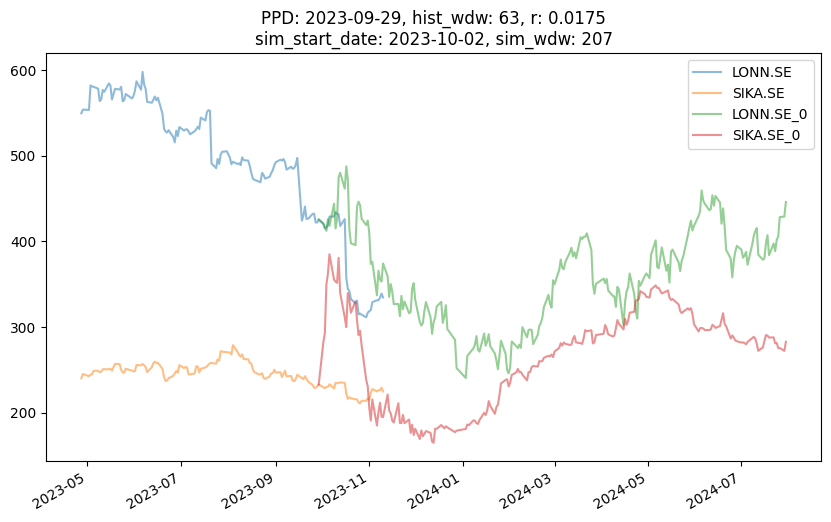 PPD: 2023-09-29, hist_wdw: 63, r: 0.0175
sim_start_date: 2023-10-02, sim_wdw: 207
LONN.SE
SIKA.SE
LONN.SE_0
SIKA.SE_0
600
500
400
300
200
2023-05
2023-07
2023-09
2023-11
2024-01
2024-03
2024-05
2024-07